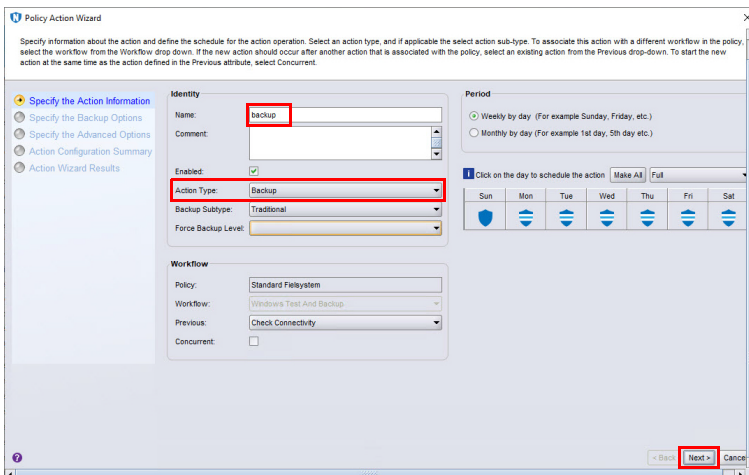 Policy Action Wizard
Specify information about the action and define the schedule for the action operation. Select an action type, and if applicable the select action sub-type. To associate this action with a different workflow in the policy,
select the workflow from the Workflow drop down. If the new action should occur after another action that is associated with the policy, select an existing action from the Previous drop-down. To start the new
action at the same time as the action defined in the Previous attribute, select Concurrent.
Specify the Action Information
Specify the Backup Options
Specify the Advanced Options
Action Configuration Summary
Action Wizard Results
Identity
Name: backup
Comment:
Enabled:
Action Type: Backup
Backup Subtype: Traditional
Force Backup Level:
Workflow
Policy: Standard Fielsystem
Workflow: Windows Test And Backup
Previous: Check Connectivity
Concurrent:
Period
Weekly by day (For example Sunday, Friday, etc.)
Monthly by day (For example 1st day, 5th day etc.)
i Click on the day to schedule the action Make All Full
Sun Mon Tue Wed Thu Fri Sat
?
< Back Next > Cance